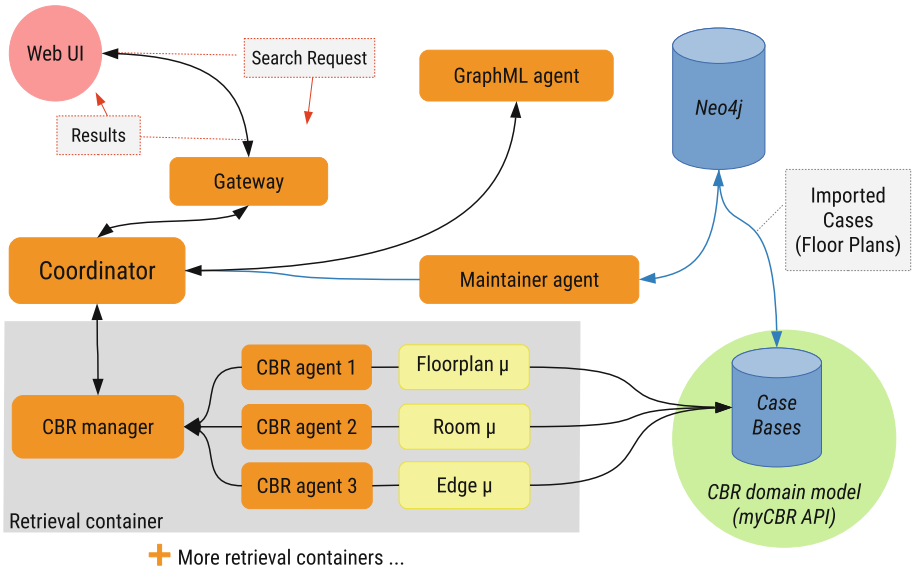 Web UI
Search Request
GraphML agent
Neo4j
Results
Gateway
Imported
Cases
(Floor Plans)
Coordinator
Maintainer agent
CBR agent 1
Floorplan μ
CBR manager
CBR agent 2
Room μ
Case
Bases
CBR agent 3
Edge μ
CBR domain model
(myCBR API)
Retrieval container
More retrieval containers ...